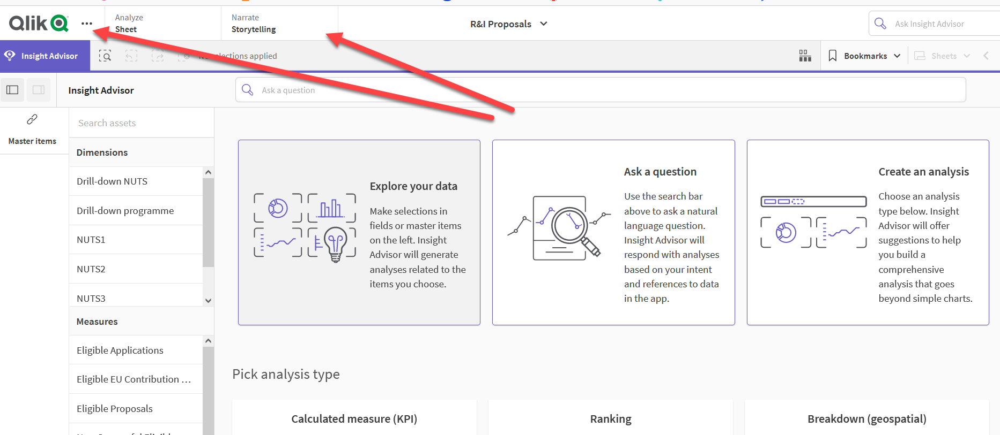 Qlik
Analyze
Sheet
Narrate
Storytelling
R&I Proposals
Ask Insight Advisor
Insight Advisor
selections applied
Bookmarks
Sheets
Insight Advisor
Ask a question
Master items
Search assets
Dimensions
Drill-down NUTS
Drill-down programme
NUTS1
NUTS2
NUTS3
Measures
Eligible Applications
Eligible EU Contribution ...
Eligible Proposals
Explore your data
Make selections in
fields or master items
on the left. Insight
Advisor will generate
analyses related to the
items you choose.
Ask a question
Use the search bar
above to ask a natural
language question.
Insight Advisor will
respond with analyses
based on your intent
and references to data
in the app.
Create an analysis
Choose an analysis
type below. Insight
Advisor will offer
suggestions to help
you build a
comprehensive
analysis that goes
beyond simple charts.
Pick analysis type
Calculated measure (KPI)
Ranking
Breakdown (geospatial)